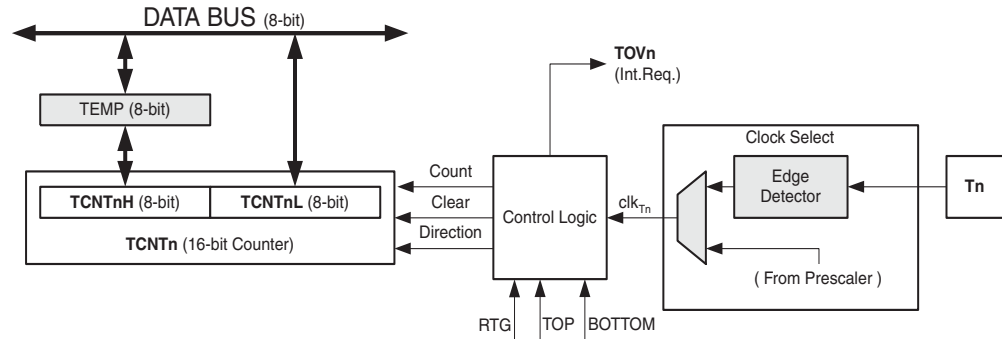 DATA BUS (8-bit)
TOVn
(Int.Req.)
TEMP (8-bit)
Clock Select
Count
Edge
Detector
Tn
TCNTnH (8-bit)
TCNTnL (8-bit)
Clear
Control Logic
clkTn
TCNTn (16-bit Counter)
Direction
( From Prescaler )
RTG
TOP
BOTTOM